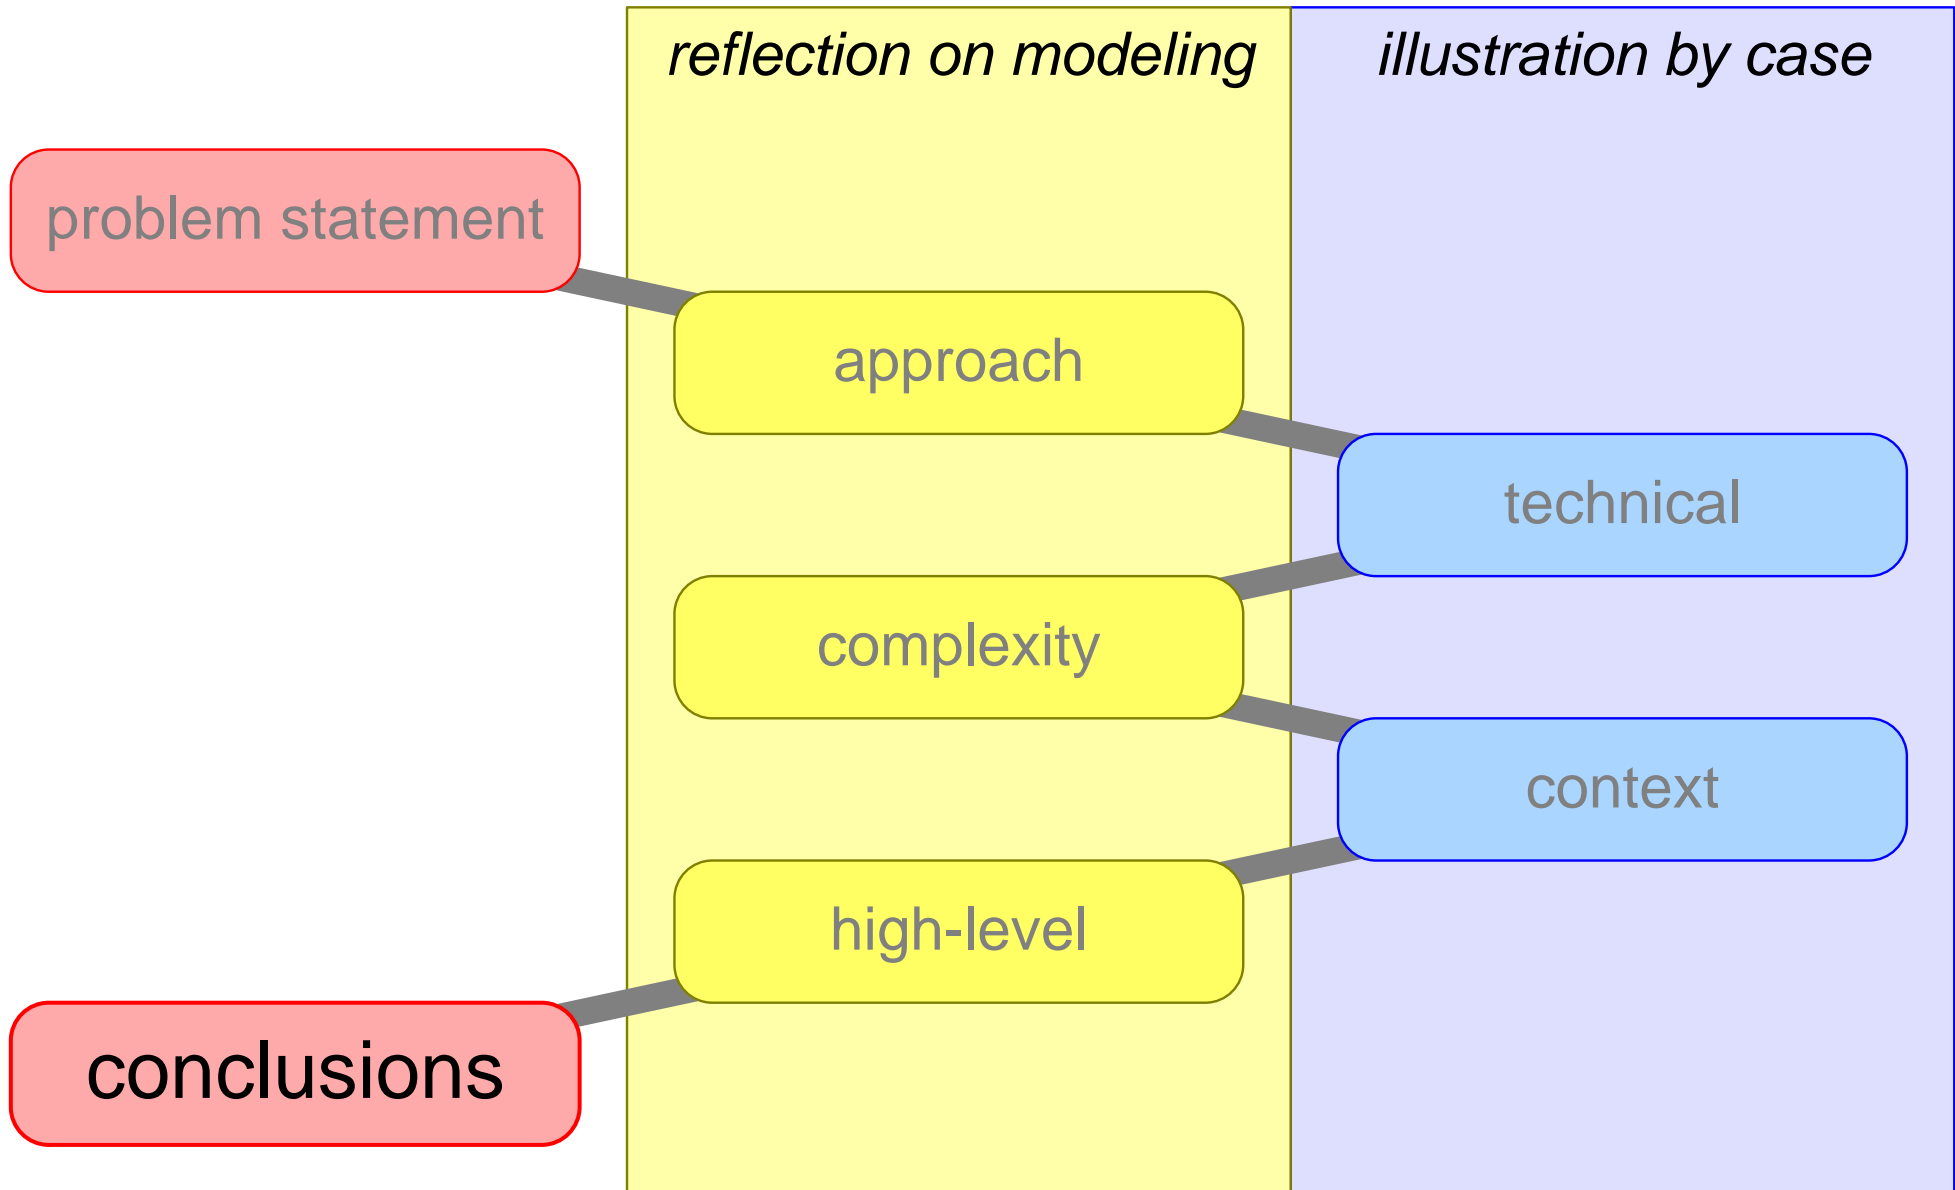 reflection on modeling
illustration by case
problem statement
approach
technical
complexity
context
high-level
conclusions